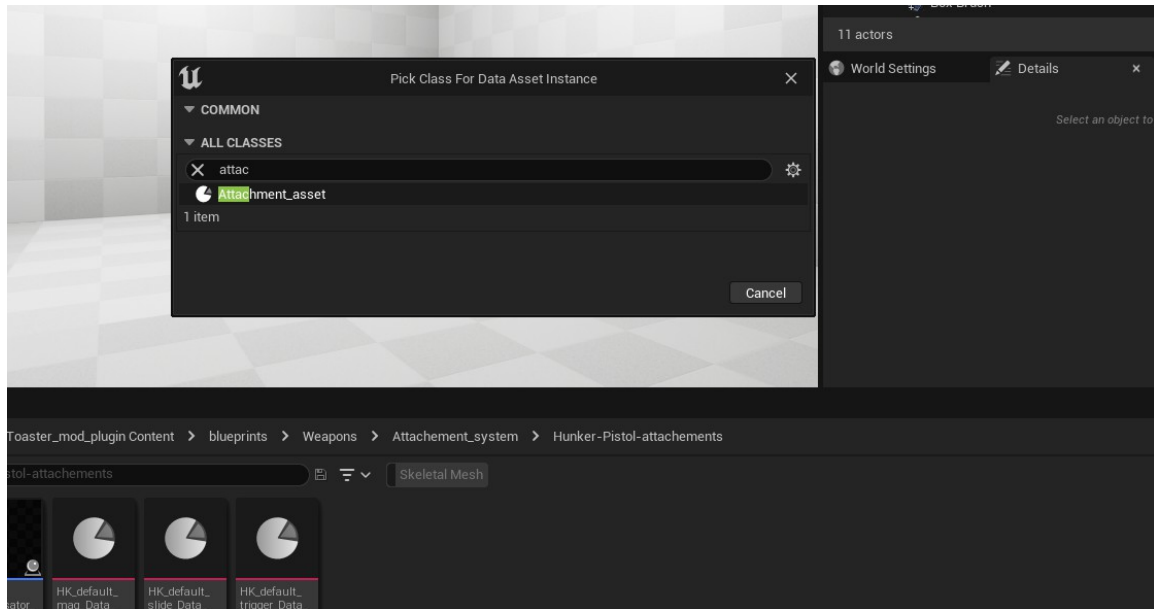 11 actors
Pick Class For Data Asset Instance
World Settings
Details
COMMON
Select an object to
ALL CLASSES
attac
Attachment_asset
1 item
Cancel
Toaster_mod_plugin Content > blueprints > Weapons > Attachement_system > Hunker-Pistol-attachements
stol-attachements
Skeletal Mesh
HK_default_
mag_Data
HK_default_
slide_Data
HK_default_
trigger_Data